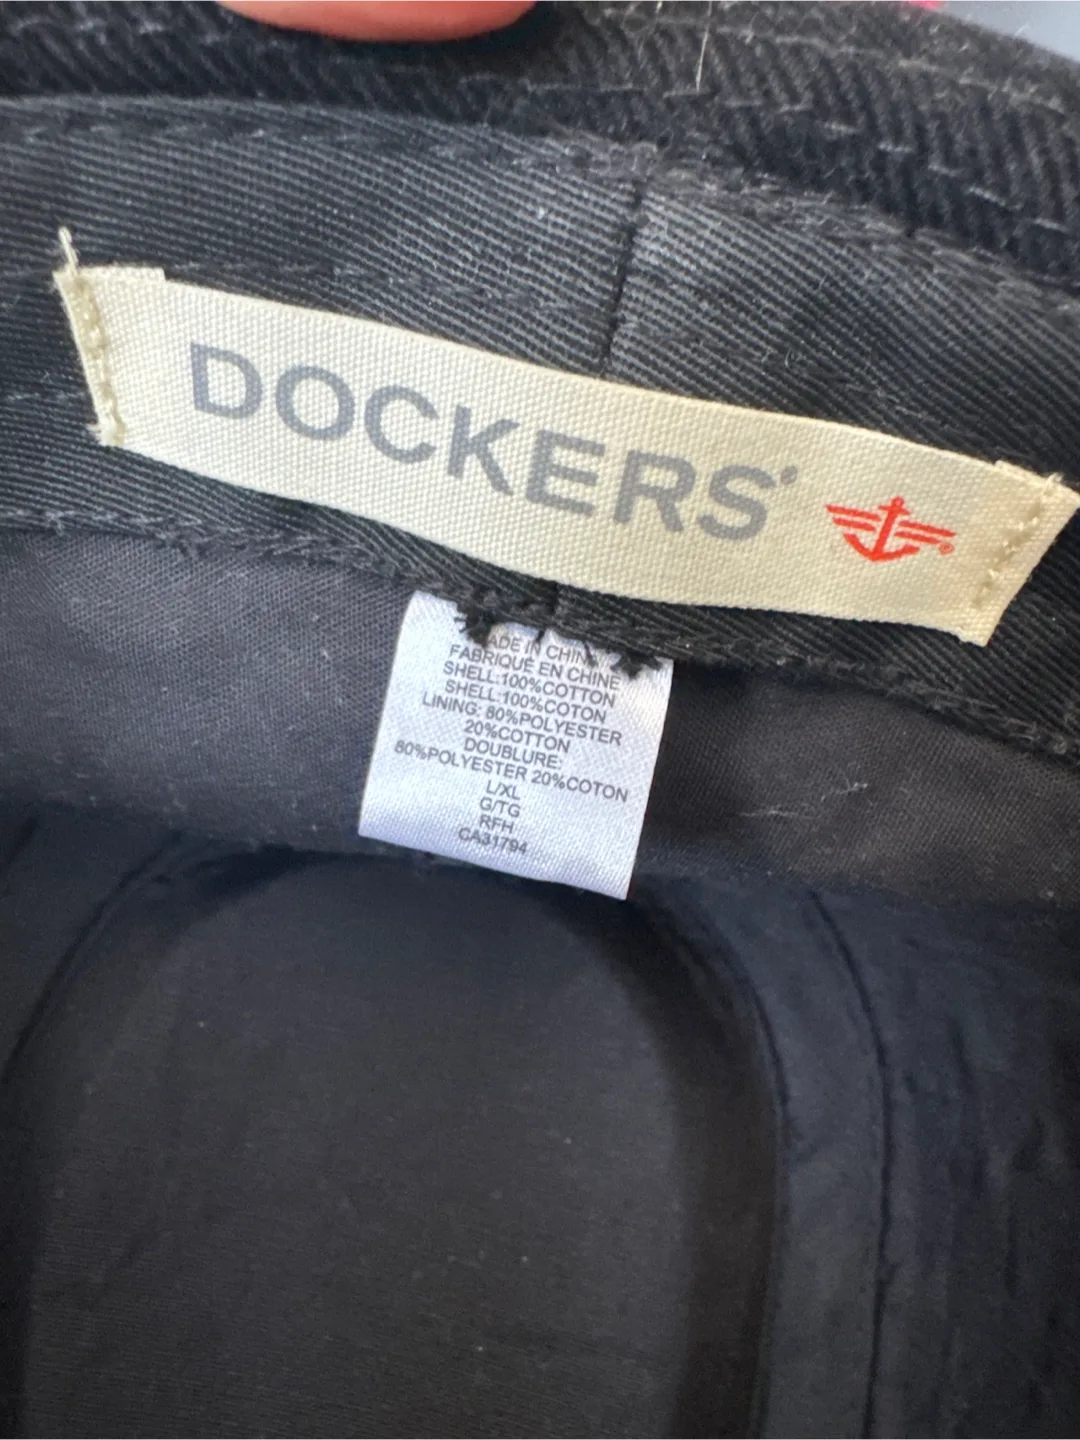 DOCKERS®
MADE IN CHINA
FABRIQUÉ EN CHINE
SHELL:100%COTTON
SHELL:100%COTON
LINING: 80%POLYESTER
20%COTTON
DOUBLURE:
80%POLYESTER 20%COTON
L/XL
G/TG
RFH
CA31794